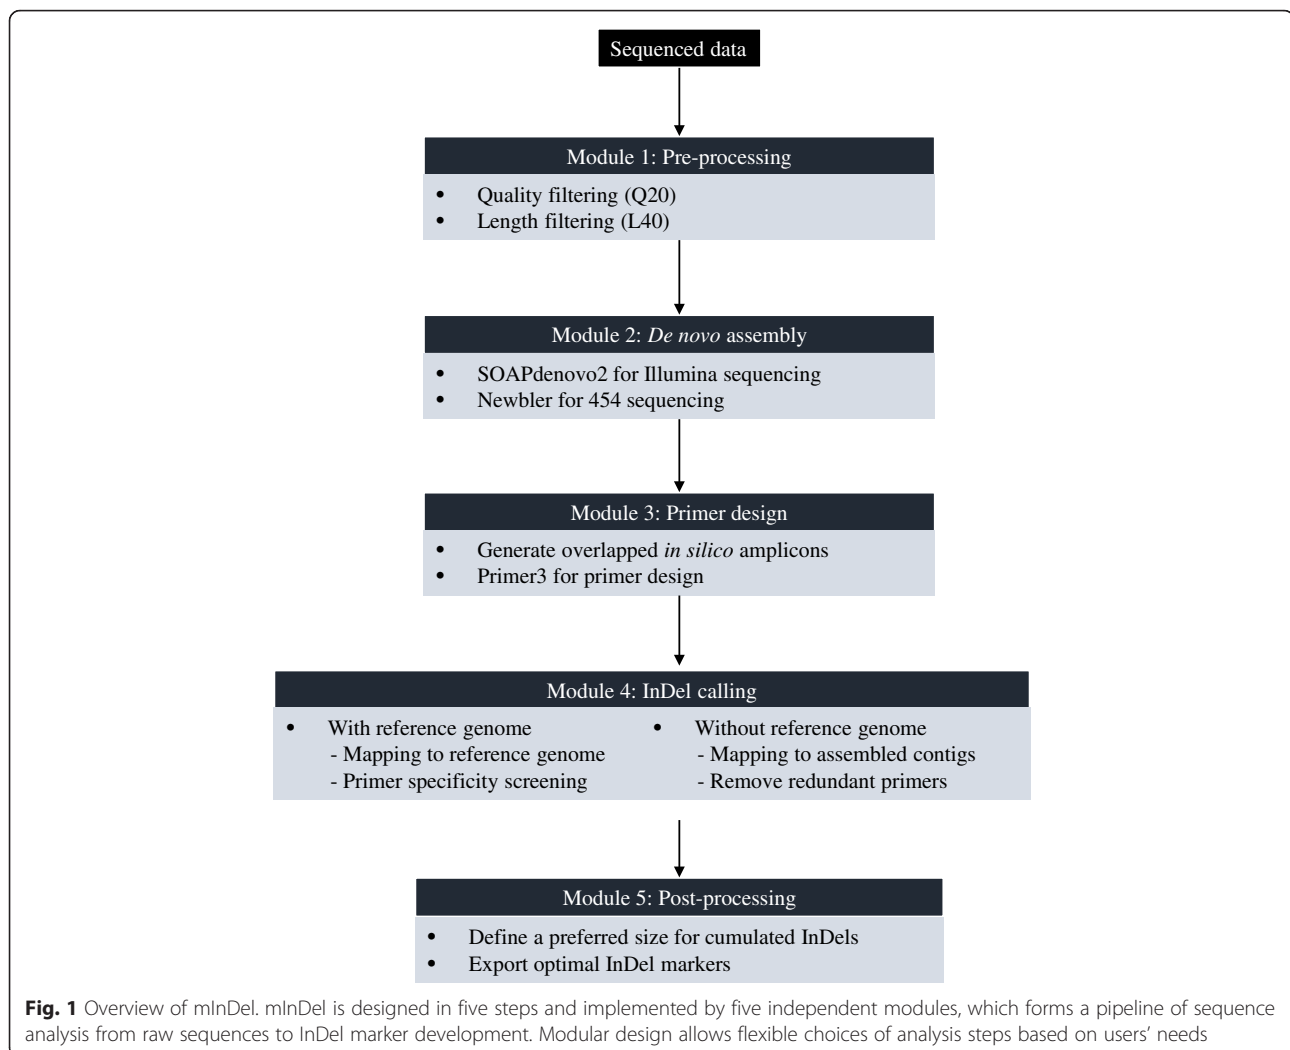 Sequenced data
Module 1: Pre-processing
• Quality filtering (Q20)
• Length filtering (L40)
Module 2: De novo assembly
• SOAPdenovo2 for Illumina sequencing
• Newbler for 454 sequencing
Module 3: Primer design
• Generate overlapped in silico amplicons
• Primer3 for primer design
Module 4: InDel calling
• With reference genome
- Mapping to reference genome
- Primer specificity screening
• Without reference genome
- Mapping to assembled contigs
- Remove redundant primers
Module 5: Post-processing
• Define a preferred size for cumulated InDels
• Export optimal InDel markers
Fig. 1 Overview of mInDel. mInDel is designed in five steps and implemented by five independent modules, which forms a pipeline of sequence
analysis from raw sequences to InDel marker development. Modular design allows flexible choices of analysis steps based on users' needs